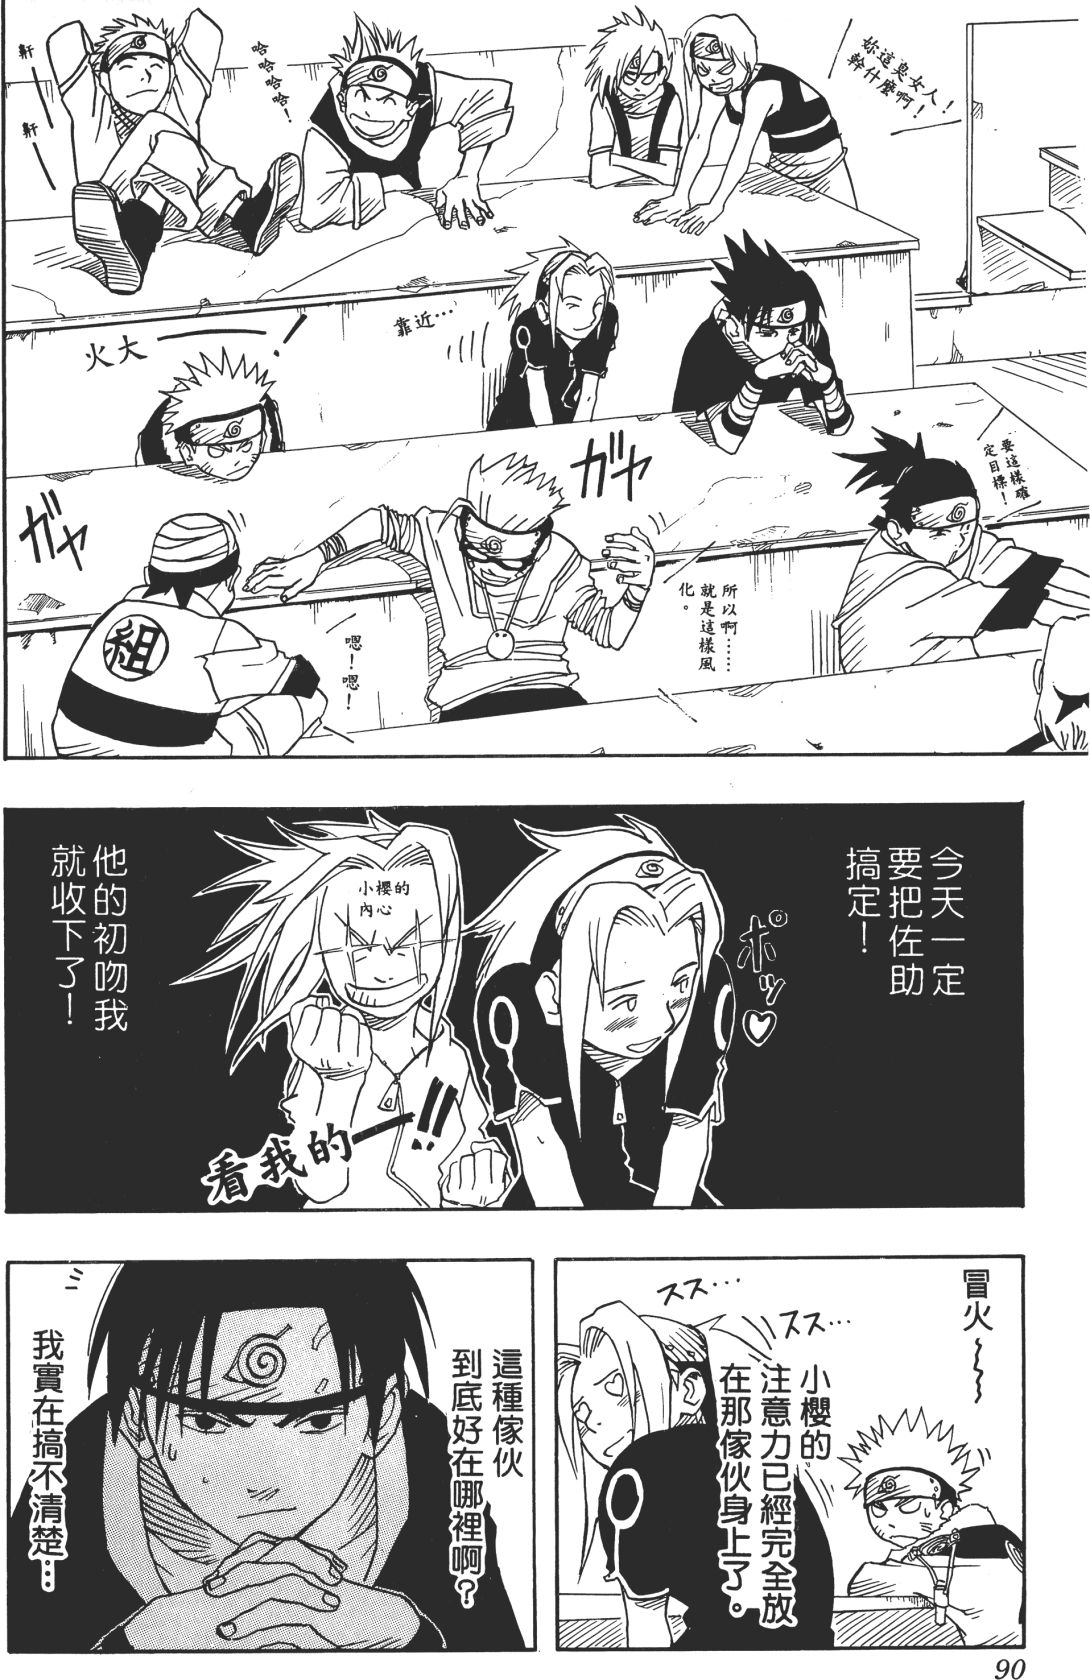 妳這臭女人！
幹什麼啊！
哈哈哈哈！
鼾
鼾
靠近…
火大！
ガヤ
要這樣確
定目標！
ガヤ
所以啊……
就是這樣風
化。
嗯！嗯！
組
今天一定
要把佐助
搞定！
ポッ♡
小櫻的
內心
看我的—!!
他的初吻我
就收下了！
冒火～～
スス…
スス…
小櫻的
注意力已經完全放
在那傢伙身上了。
這種傢伙
到底好在哪裡啊？
我實在搞不清楚…
90